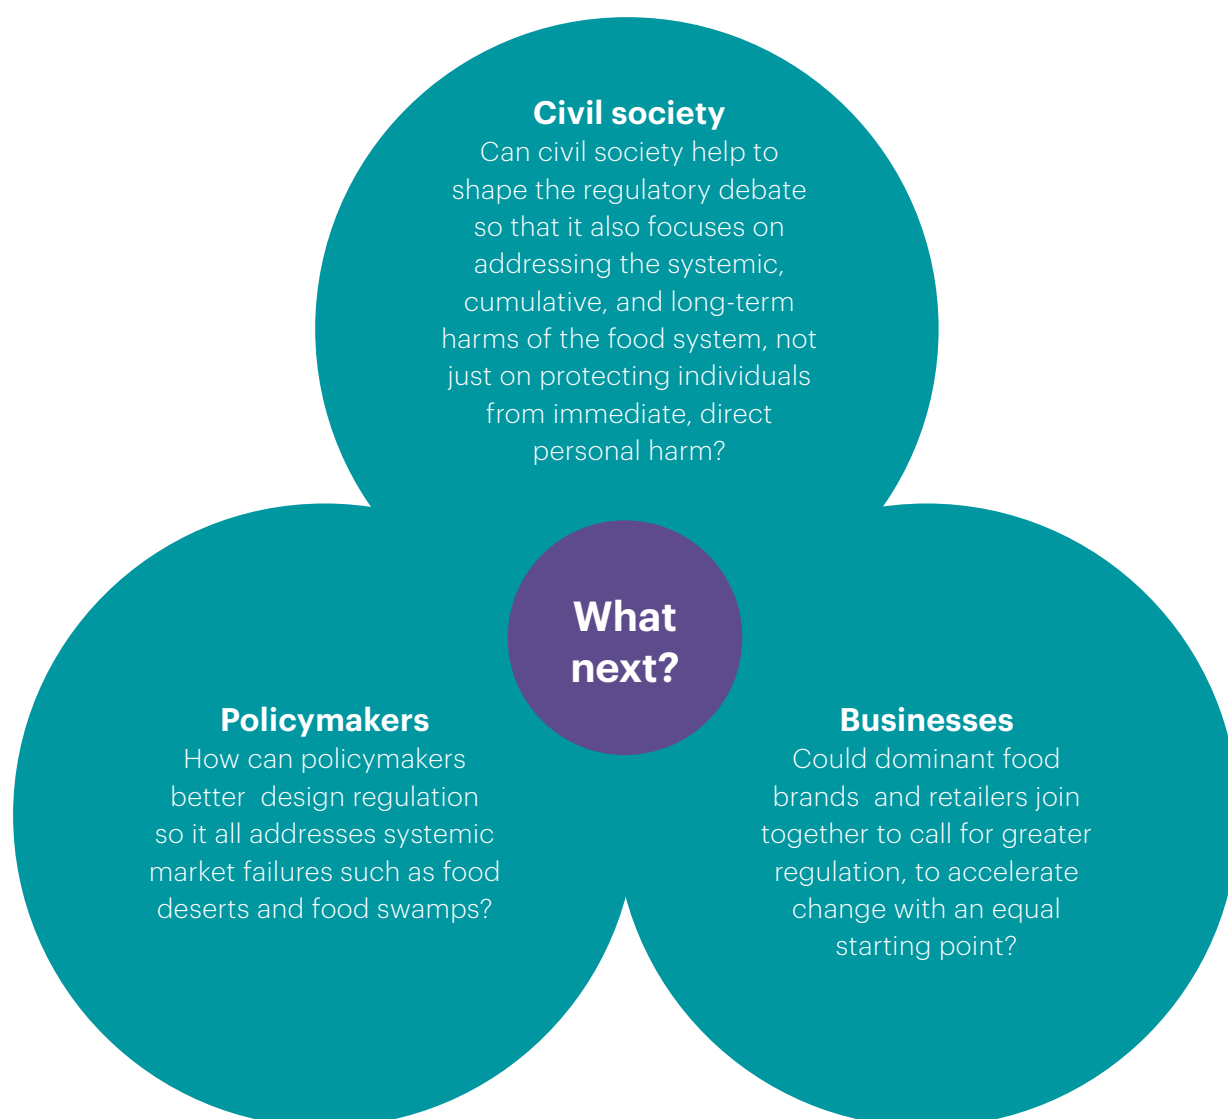 Civil society
Can civil society help to
shape the regulatory debate
so that it also focuses on
addressing the systemic,
cumulative, and long-term
harms of the food system, not
just on protecting individuals
from immediate, direct
personal harm?
What
next?
Policymakers
How can policymakers
better  design regulation
so it all addresses systemic
market failures such as food
deserts and food swamps?
Businesses
Could dominant food
brands  and retailers join
together to call for greater
regulation, to accelerate
change with an equal
starting point?